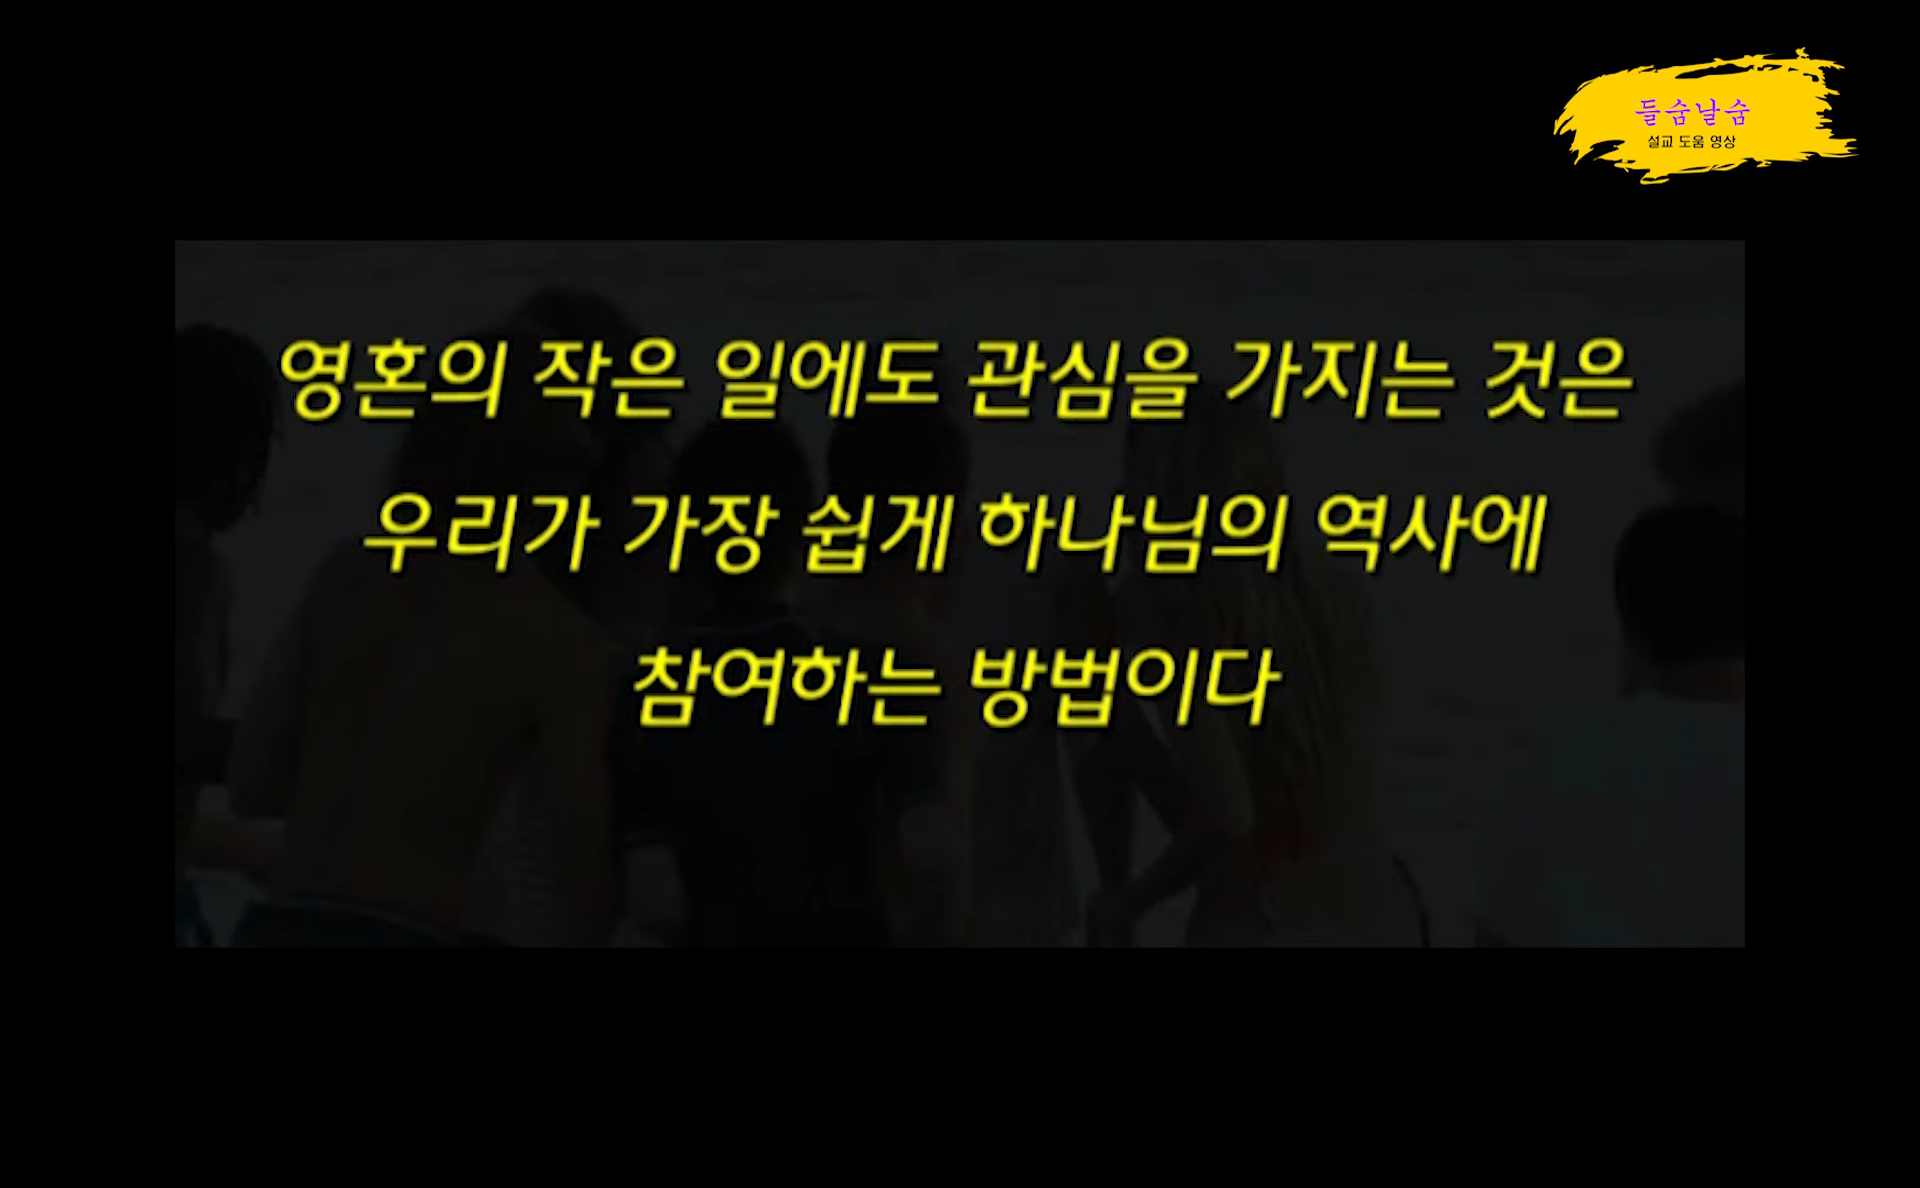 들숨날숨
설교 도움 영상
영혼의 작은 일에도 관심을 가지는 것은
우리가 가장 쉽게 하나님의 역사에
참여하는 방법이다